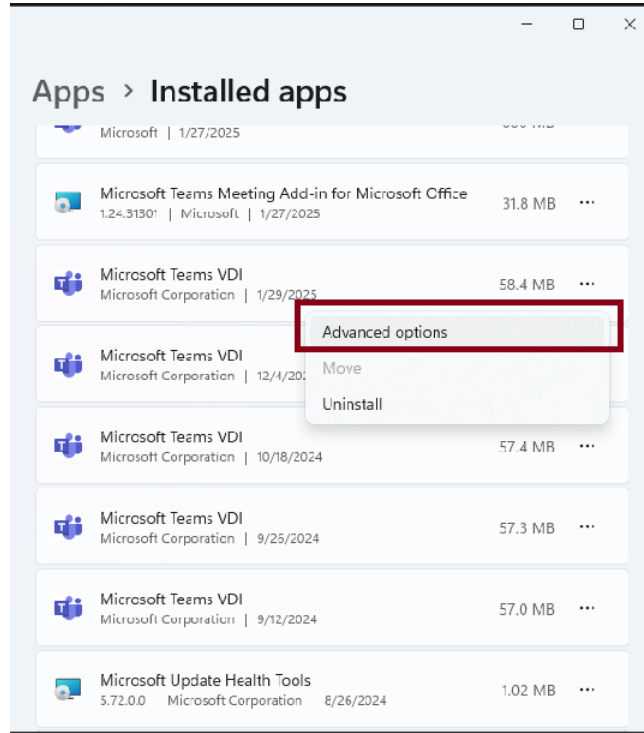 Apps > Installed apps
Microsoft | 1/27/2025
Microsoft Teams Meeting Add-in for Microsoft Office
1.24.31301 | Microsoft | 1/27/2025
31.8 MB
Microsoft Teams VDI
Microsoft Corporation | 1/29/2025
58.4 MB
Advanced options
Microsoft Teams VDI
Microsoft Corporation | 12/4/202
Move
Uninstall
Microsoft Teams VDI
Microsoft Corporation | 10/18/2024
57.4 MB
Microsoft Teams VDI
Microsoft Corporation | 9/26/2024
57.3 MB
Microsoft Teams VDI
Microsoft Corporation | 9/12/2024
57.0 MB
Microsoft Update Health Tools
5.72.0.0 Microsoft Corporation 8/26/2024
1.02 MB